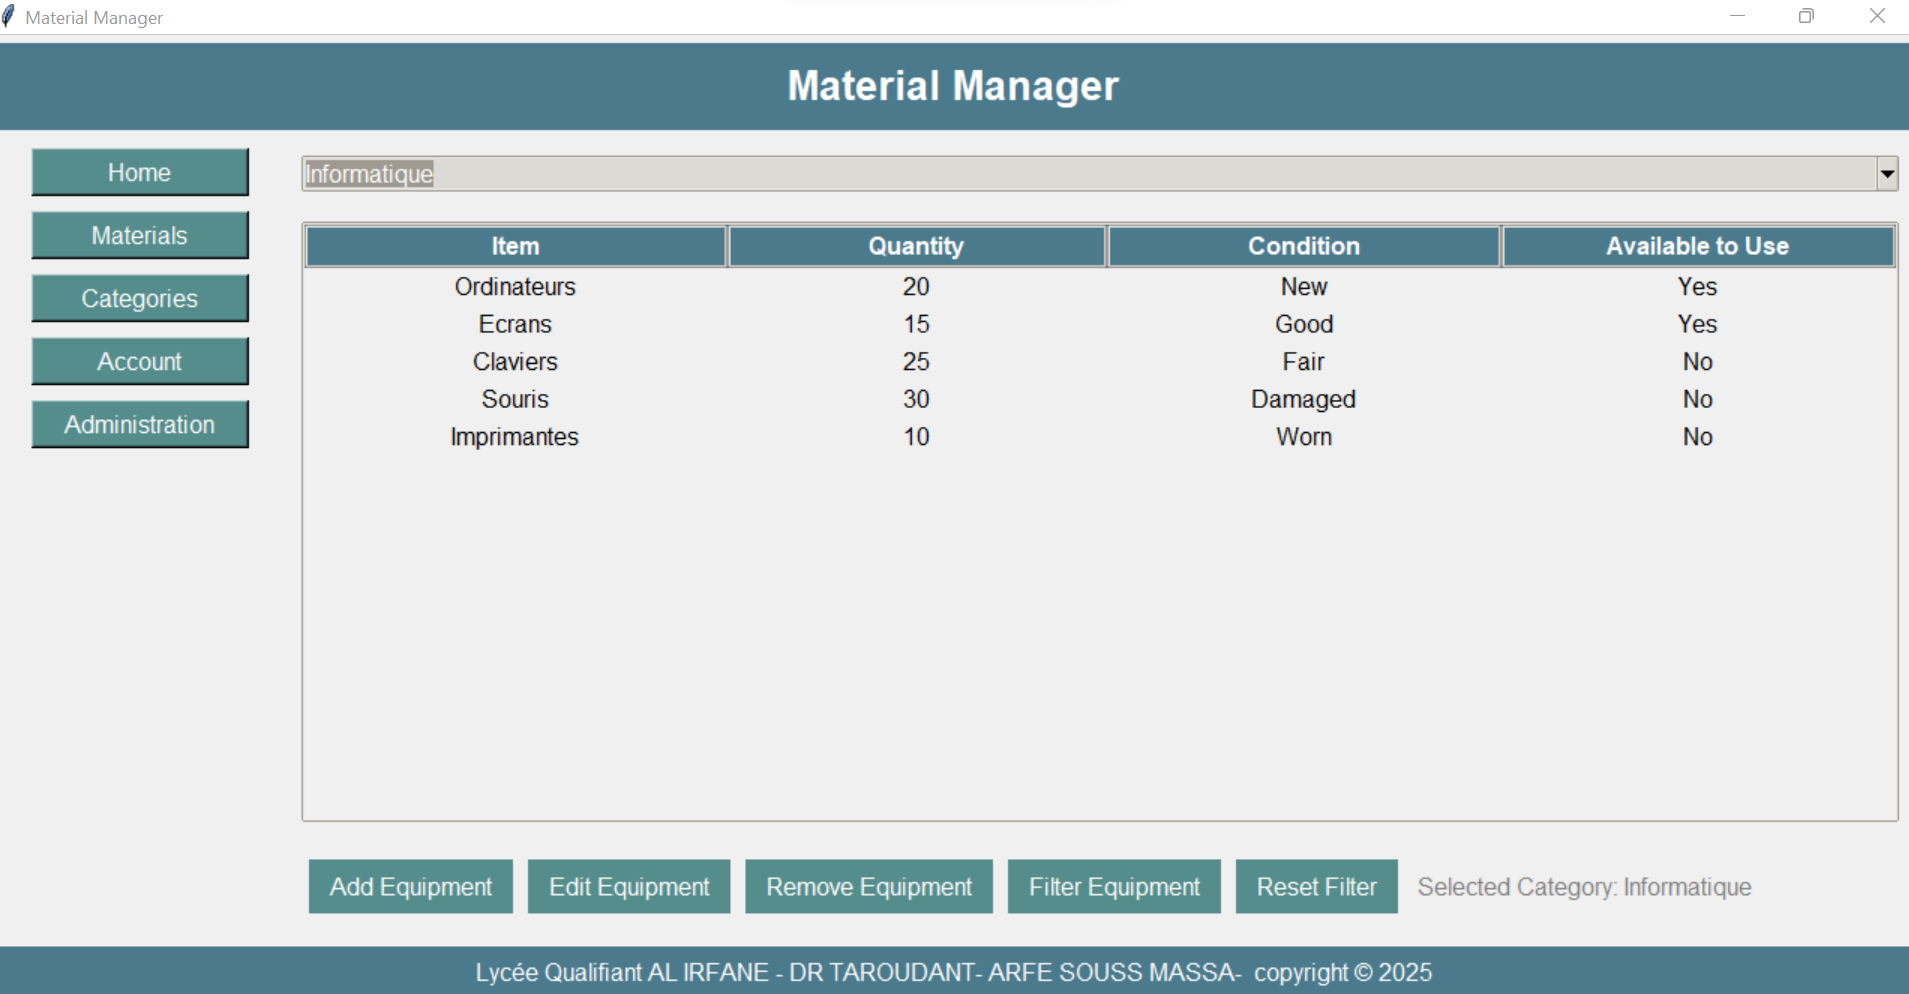 Material Manager
Material Manager
Home
Materials
Categories
Account
Administration
Informatique
Item Quantity Condition Available to Use
Ordinateurs 20 New Yes
Ecrans 15 Good Yes
Claviers 25 Fair No
Souris 30 Damaged No
Imprimantes 10 Worn No
Add Equipment Edit Equipment Remove Equipment Filter Equipment Reset Filter Selected Category: Informatique
Lycée Qualifiant AL IRFANE - DR TAROUDANT- ARFE SOUSS MASSA-  copyright © 2025